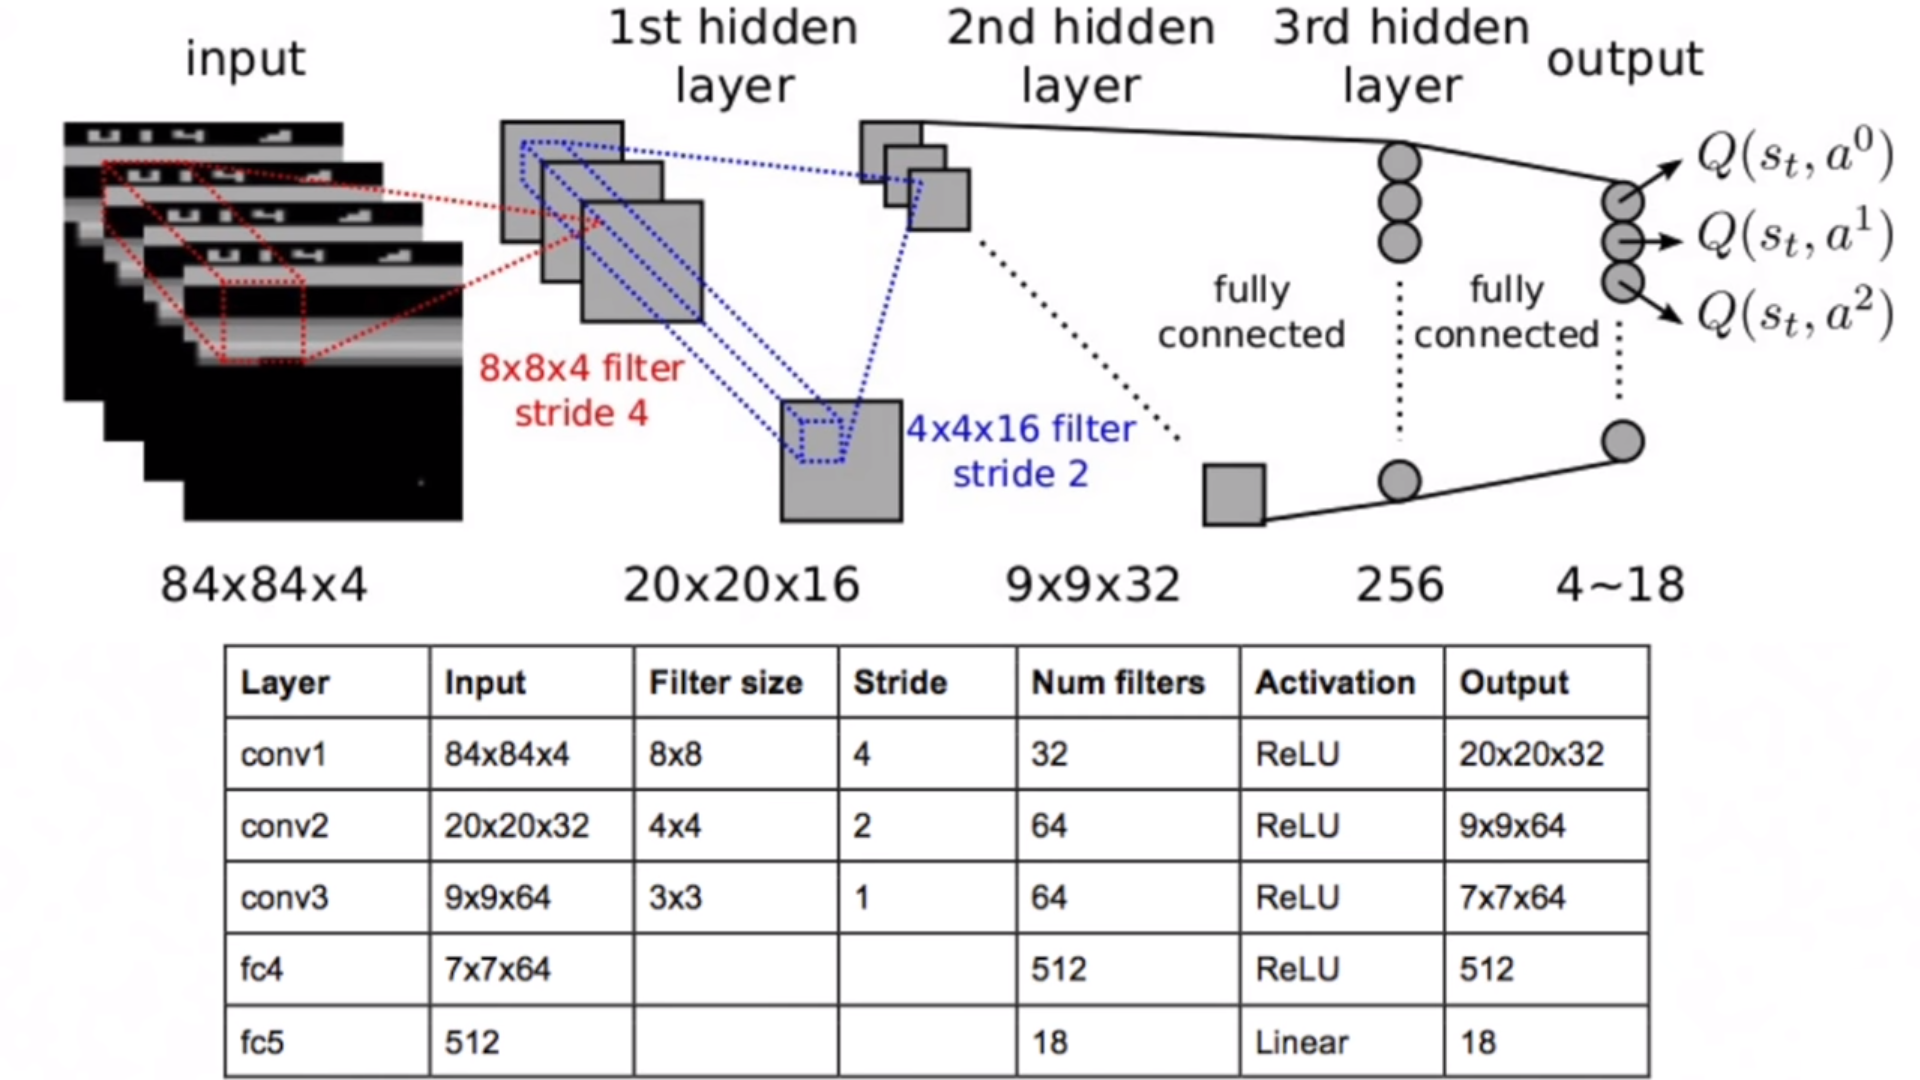 input
1st hidden
layer
2nd hidden
layer
3rd hidden
layer
output
Q(s_t, a^0)
Q(s_t, a^1)
Q(s_t, a^2)
fully
connected
fully
connected
8x8x4 filter
stride 4
4x4x16 filter
stride 2
84x84x4 20x20x16 9x9x32 256 4~18
Layer Input Filter size Stride Num filters Activation Output
conv1 84x84x4 8x8 4 32 ReLU 20x20x32
conv2 20x20x32 4x4 2 64 ReLU 9x9x64
conv3 9x9x64 3x3 1 64 ReLU 7x7x64
fc4 7x7x64 512 ReLU 512
fc5 512 18 Linear 18